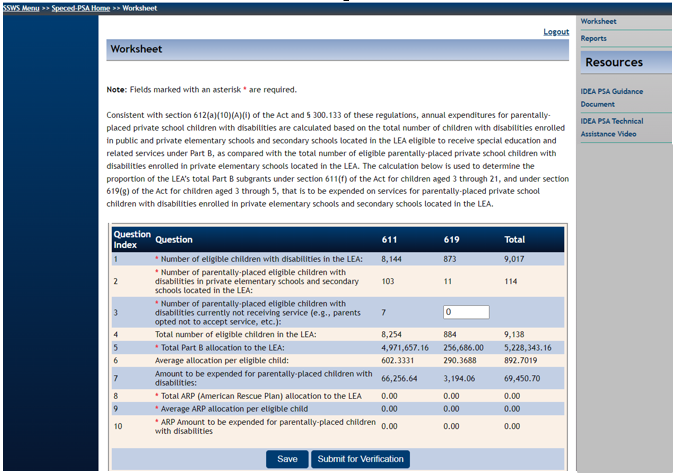 SSWS Menu >> Speced-PSA Home >> Worksheet
Logout
Worksheet
Note: Fields marked with an asterisk * are required.
Consistent with section 612(a)(10)(A)(i) of the Act and § 300.133 of these regulations, annual expenditures for parentally-
placed private school children with disabilities are calculated based on the total number of children with disabilities enrolled
in public and private elementary schools and secondary schools located in the LEA eligible to receive special education and
related services under Part B, as compared with the total number of eligible parentally-placed private school children with
disabilities enrolled in private elementary schools located in the LEA. The calculation below is used to determine the
proportion of the LEA's total Part B subgrants under section 611(f) of the Act for children aged 3 through 21, and under section
619(g) of the Act for children aged 3 through 5, that is to be expended on services for parentally-placed private school
children with disabilities enrolled in private elementary schools and secondary schools located in the LEA.
Question Index Question 611 619 Total
1 * Number of eligible children with disabilities in the LEA: 8,144 873 9,017
* Number of parentally-placed eligible children with
2 disabilities in private elementary schools and secondary 103 11 114
schools located in the LEA:
* Number of parentally-placed eligible children with
3 disabilities currently not receiving service (e.g., parents 7 0
opted not to accept service, etc.):
4 Total number of eligible children in the LEA: 8,254 884 9,138
5 * Total Part B allocation to the LEA: 4,971,657.16 256,686.00 5,228,343.16
6 Average allocation per eligible child: 602.3331 290.3688 892.7019
7 Amount to be expended for parentally-placed children with 66,256.64 3,194.06 69,450.70
disabilities:
8 * Total ARP (American Rescue Plan) allocation to the LEA 0.00 0.00 0.00
9 * Average ARP allocation per eligible child 0.00 0.00 0.00
10 * ARP Amount to be expended for parentally-placed children 0.00 0.00 0.00
with disabilities
Save Submit for Verification
Worksheet
Reports
Resources
IDEA PSA Guidance
Document
IDEA PSA Technical
Assistance Video